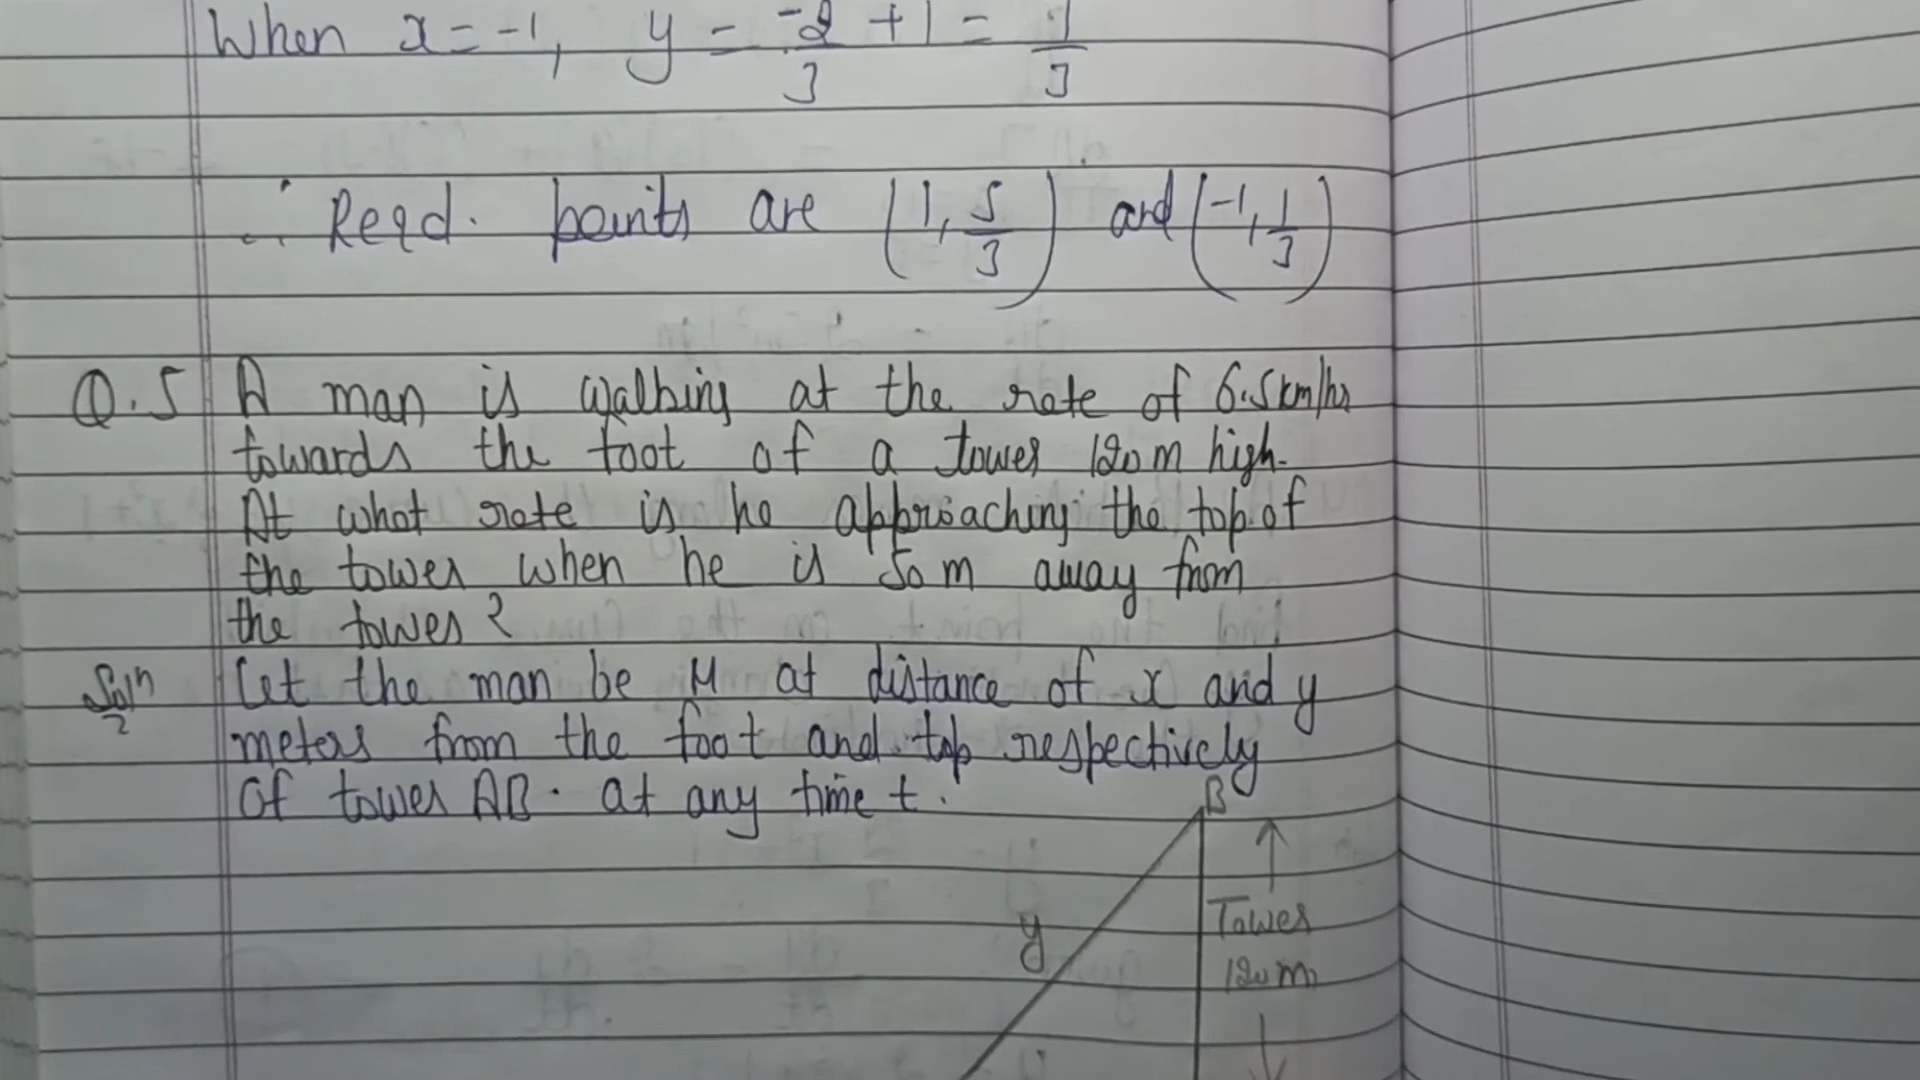 When x = -1, y = -2/3 + 1 = 1/3
∴ Reqd. points are (1, 5/3) and (-1, 1/3)
Q.5 A man is walking at the rate of 6.5 km/hr
towards the foot of a tower 120 m high.
At what rate is he approaching the top of
the tower when he is 50 m away from
the tower?
Solⁿ Let the man be M at distance of x and y
meters from the foot and top respectively
of tower AB. at any time t.
B
y
Tower
120 m